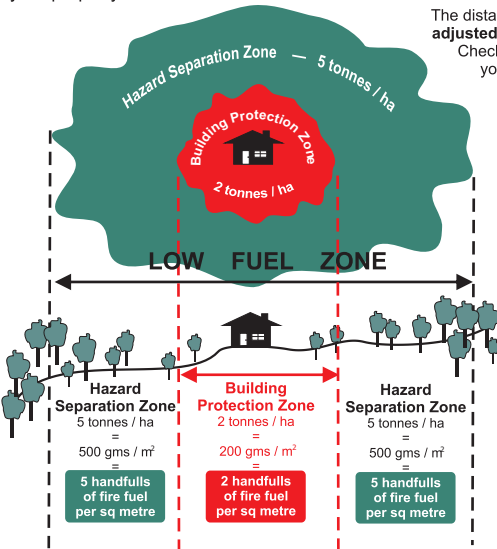 The dista
adjusted
Check
yo
Hazard Separation Zone — 5 tonnes / ha
Building Protection Zone
2 tonnes / ha
LOW FUEL ZONE
Hazard
Separation Zone
5 tonnes / ha
=
500 gms / m²
=
5 handfulls
of fire fuel
per sq metre
Building
Protection Zone
2 tonnes / ha
=
200 gms / m²
=
2 handfulls
of fire fuel
per sq metre
Hazard
Separation Zone
5 tonnes / ha
=
500 gms / m²
=
5 handfulls
of fire fuel
per sq metre